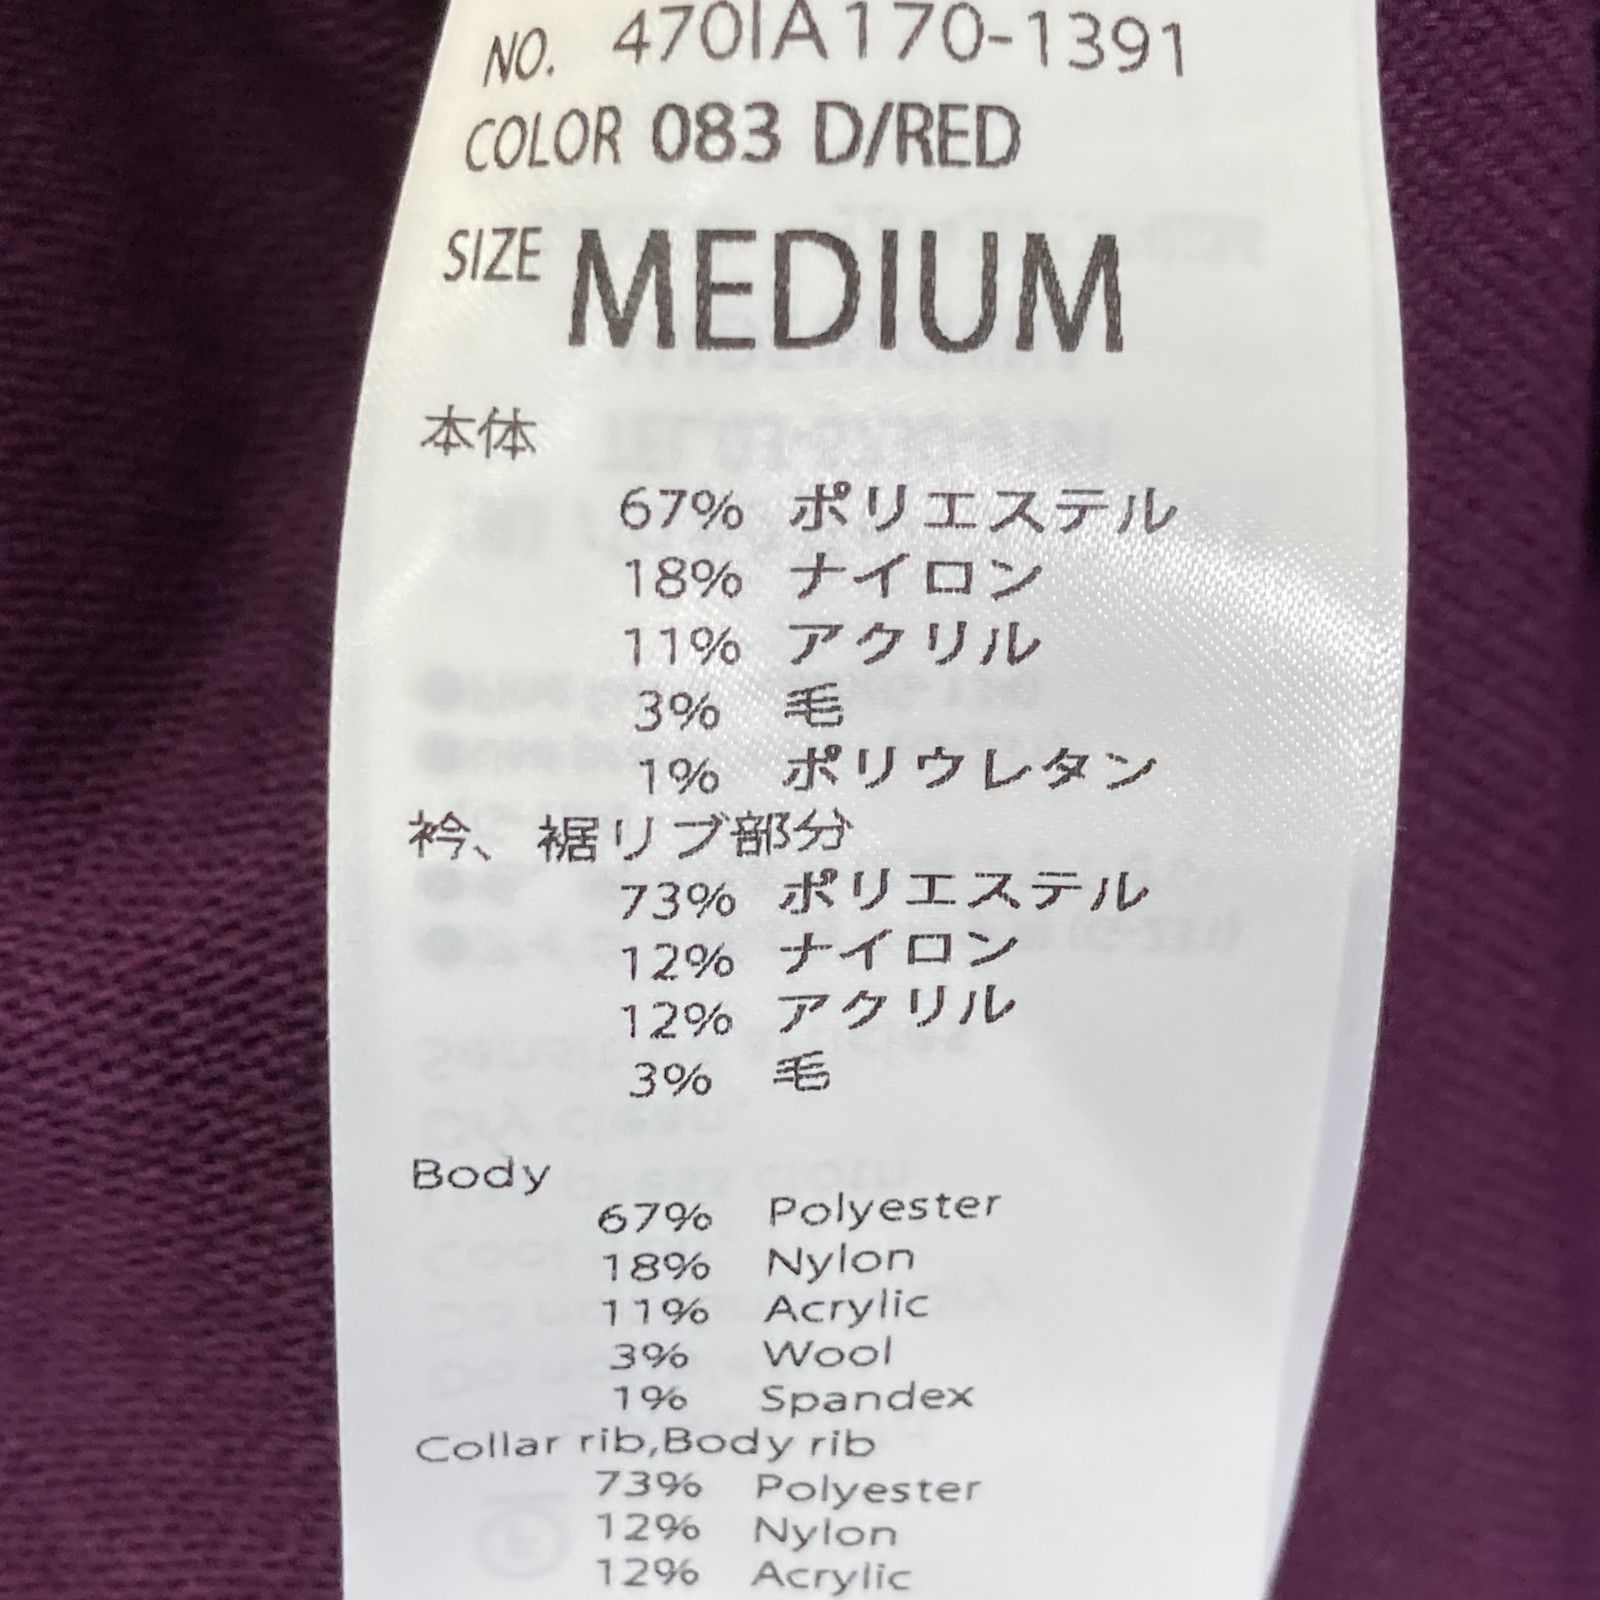 NO. 470IA170-1391
COLOR 083 D/RED
SIZE MEDIUM
本体
67% ポリエステル
18% ナイロン
11% アクリル
3% 毛
1% ポリウレタン
衿、裾リブ部分
73% ポリエステル
12% ナイロン
12% アクリル
3% 毛
Body
67% Polyester
18% Nylon
11% Acrylic
3% Wool
1% Spandex
Collar rib,Body rib
73% Polyester
12% Nylon
12% Acrylic